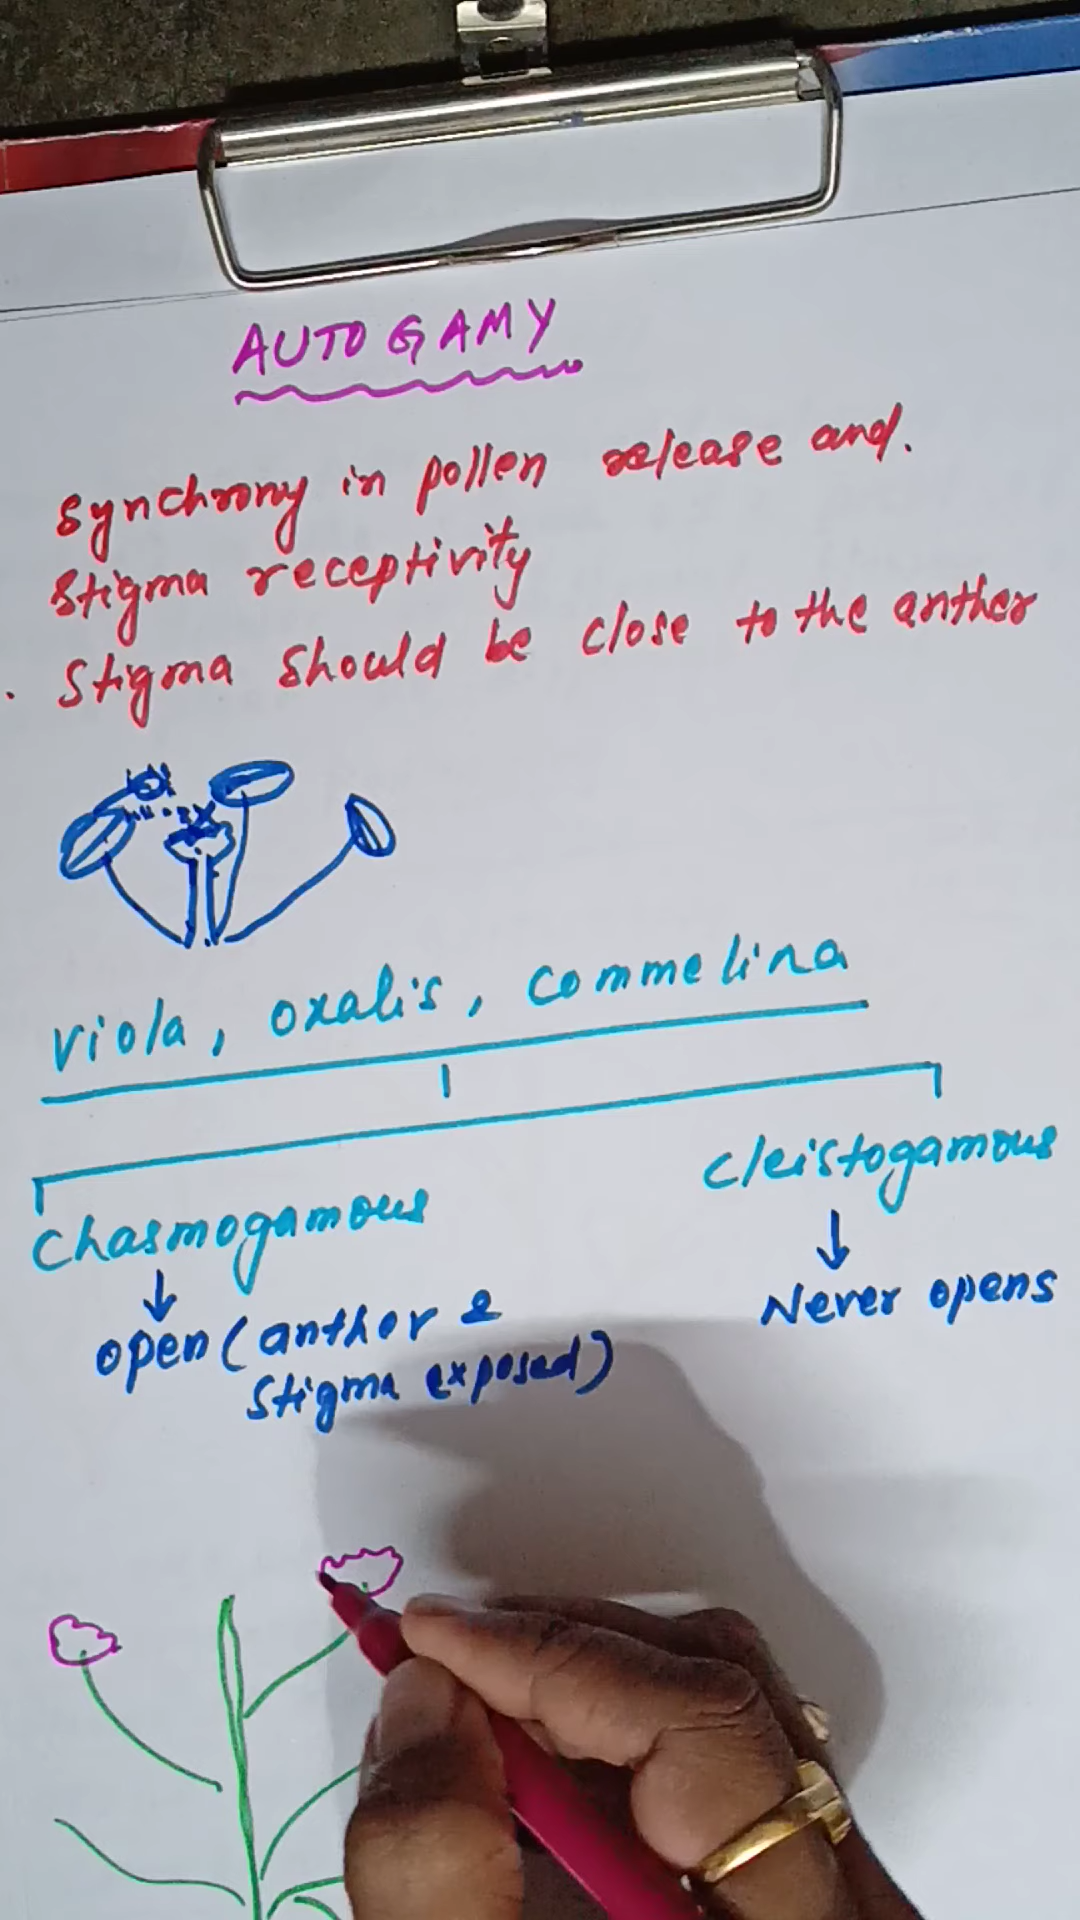 AUTOGAMY
Synchrony in pollen release and.
Stigma receptivity
. Stigma should be close to the anther
viola, oxalis, commelina
Chasmogamous
Cleistogamous
open (anther &
Stigma exposed)
Never opens